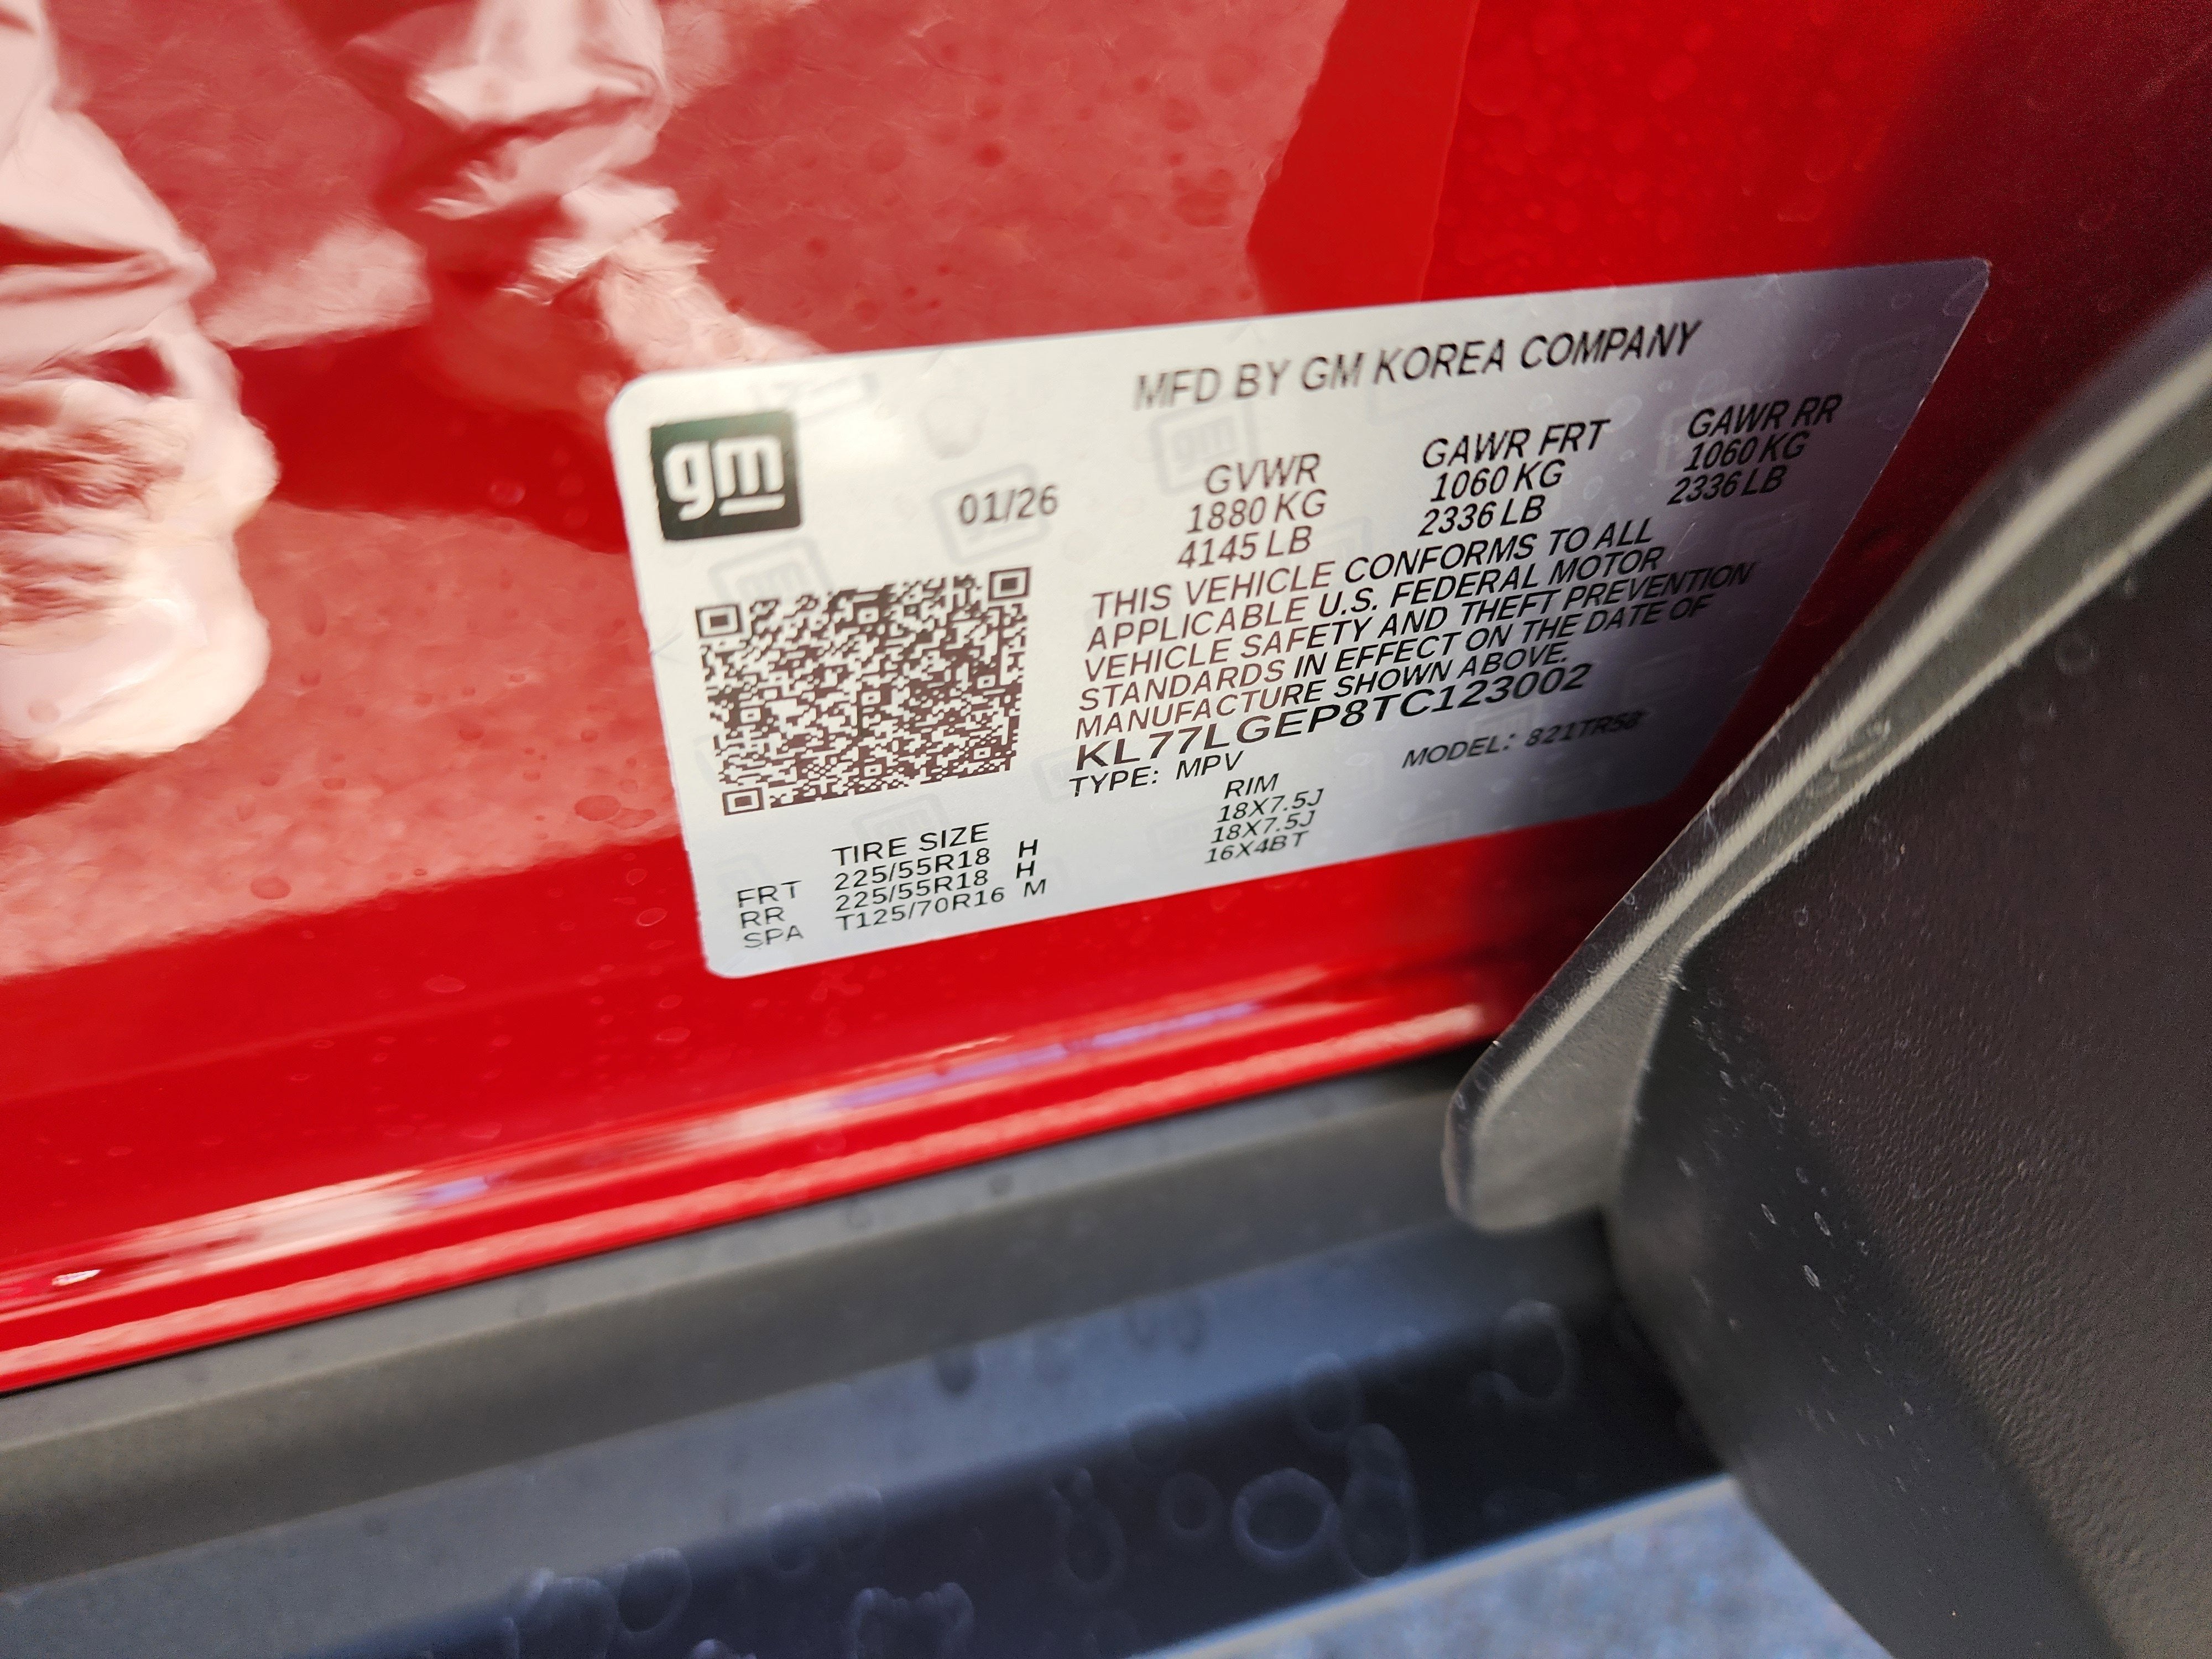 gm
MFD BY GM KOREA COMPANY
01/26
GVWR GAWR FRT GAWR RR
1880 KG 1060 KG 1060 KG
4145 LB 2336 LB 2336 LB
THIS VEHICLE CONFORMS TO ALL
APPLICABLE U.S. FEDERAL MOTOR
VEHICLE SAFETY AND THEFT PREVENTION
STANDARDS IN EFFECT ON THE DATE OF
MANUFACTURE SHOWN ABOVE.
KL77LGEP8TC123002
TYPE: MPV MODEL: 821TR58
TIRE SIZE RIM
FRT 225/55R18 H 18X7.5J
RR 225/55R18 H 18X7.5J
SPA T125/70R16 M 16X4BT